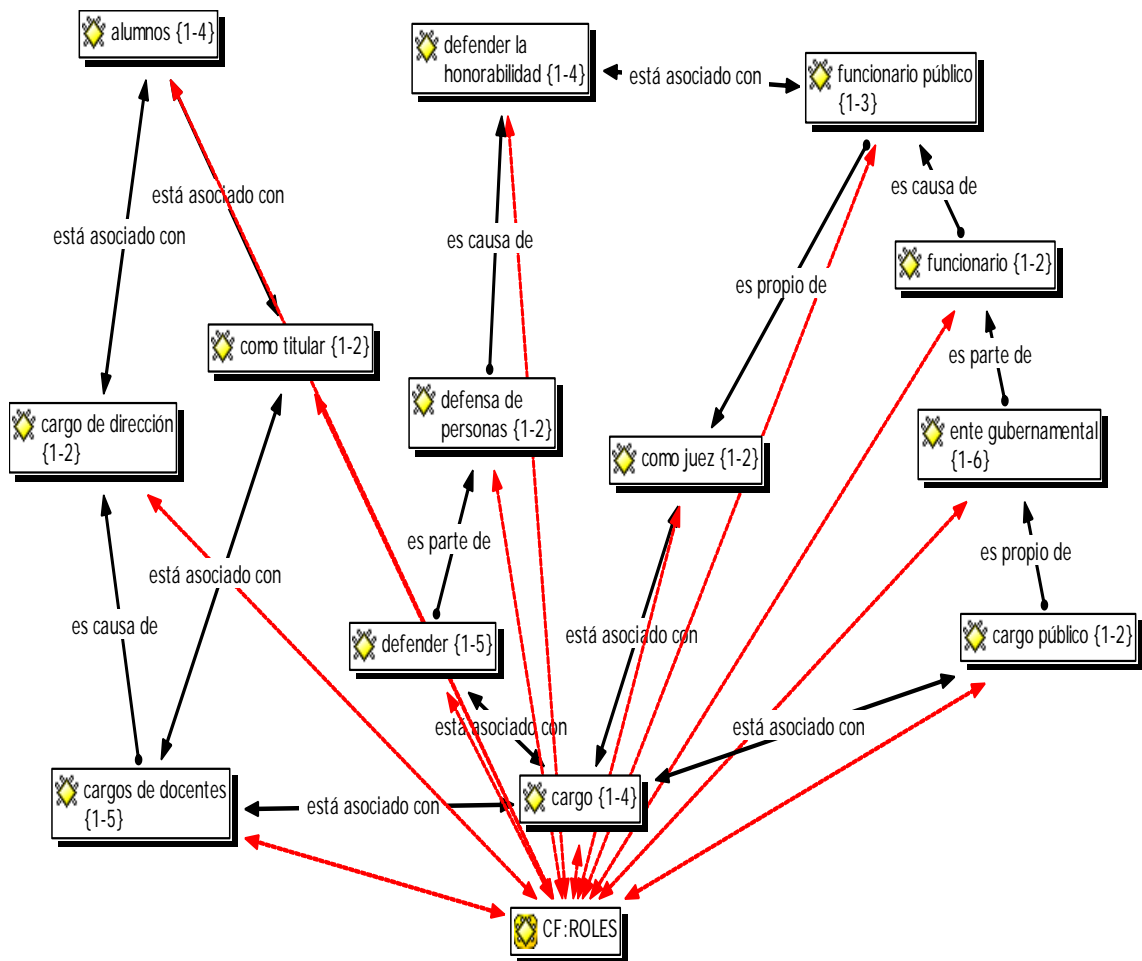 alumnos {1-4}
defender la
honorabilidad {1-4}
está asociado con
funcionario público
{1-3}
está asociado con
está asociado con
es causa de
es causa de
funcionario {1-2}
es propio de
como titular {1-2}
es parte de
cargo de dirección
{1-2}
defensa de
personas {1-2}
como juez {1-2}
ente gubernamental
{1-6}
es parte de
es propio de
está asociado con
es causa de
defender {1-5}
está asociado con
cargo público {1-2}
está asociado con
está asociado con
cargos de docentes
{1-5}
está asociado con
cargo {1-4}
CF:ROLES